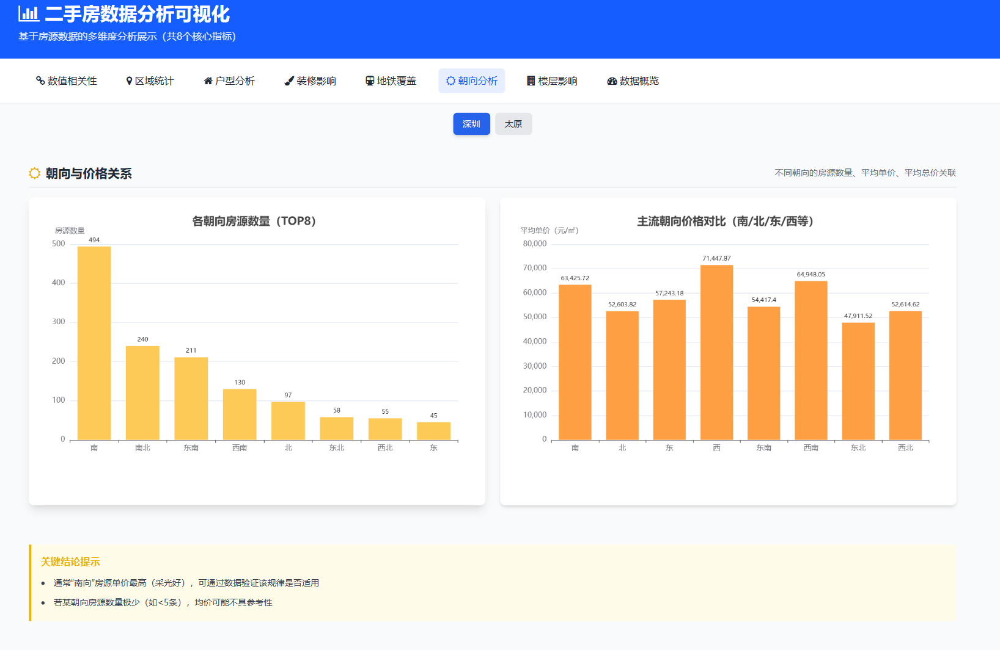 二手房数据分析可视化
基于房源数据的多维度分析展示（共8个核心指标）
数值相关性 区域统计 户型分析 装修影响 地铁覆盖 朝向分析 楼层影响 数据概览
深圳 太原
朝向与价格关系
不同朝向的房源数量、平均单价、平均总价关联
各朝向房源数量（TOP8）
房源数量
500
400
300
200
100
0
494
240
211
130
97
58
55
45
南 南北 东南 西南 北 东北 西北 东
主流朝向价格对比（南/北/东/西等）
平均单价（元/㎡）
80,000
70,000
60,000
50,000
40,000
30,000
20,000
10,000
0
63,425.72
52,603.82
57,243.18
71,447.87
54,417.4
64,948.05
47,911.52
52,614.62
南 北 东 西 东南 西南 东北 西北
关键结论提示
• 通常“南向”房源单价最高（采光好），可通过数据验证该规律是否适用
• 若某朝向房源数量极少（如<5条），均价可能不具参考性